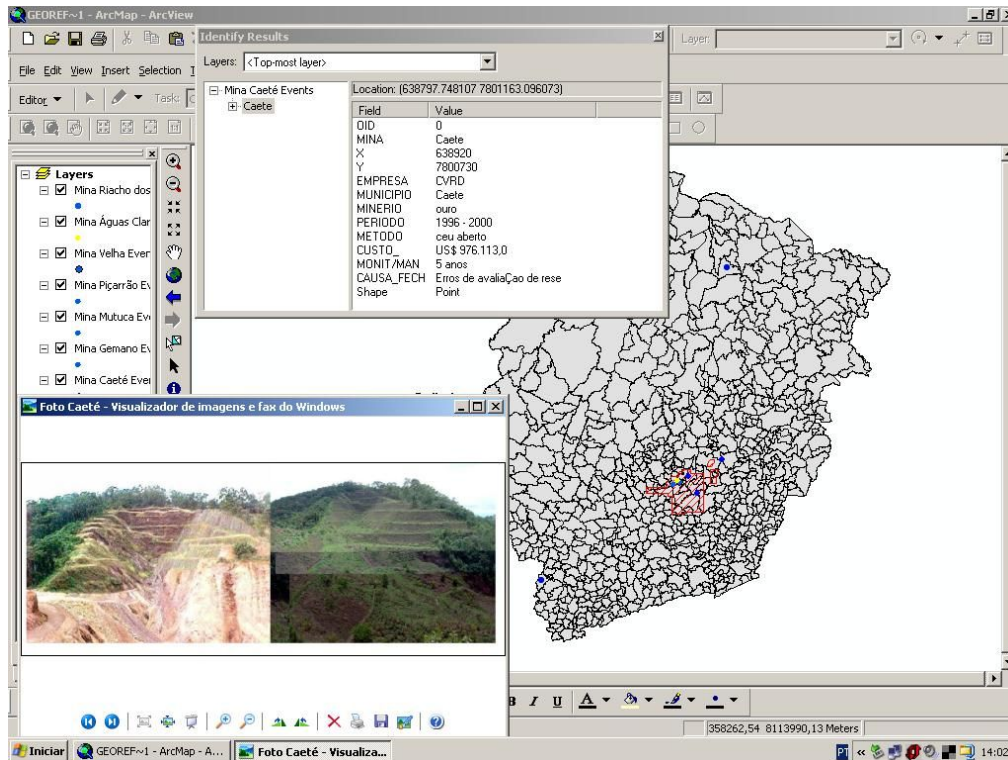 GEOREF~1 - ArcMap - ArcView
Identify Results
Layer:
File Edit View Insert Selection
Layers: <Top-most layer>
Editor Task:
Mina Caeté Events
Caete
Location: (638797.748107 7801163.096073)
Field Value
OID 0
MINA Caete
X 638920
Y 7800730
EMPRESA CVRD
MUNICIPIO Caete
MINERIO ouro
PERIODO 1996 - 2000
METODO ceu aberto
CUSTO_ US$ 976.113,0
MONIT/MAN 5 anos
CAUSA_FECH Erros de avaliaÇao de rese
Shape Point
Layers
Mina Riacho dos
Mina Águas Clar
Mina Velha Ever
Mina Piçarrão Ev
Mina Mutuca Eve
Mina Gemano Ev
Mina Caeté Evei
Foto Caeté - Visualizador de imagens e fax do Windows
B I U A
358262,54 8113990,13 Meters
Iniciar GEOREF~1 - ArcMap - A... Foto Caeté - Visualiza... PT « 14:02